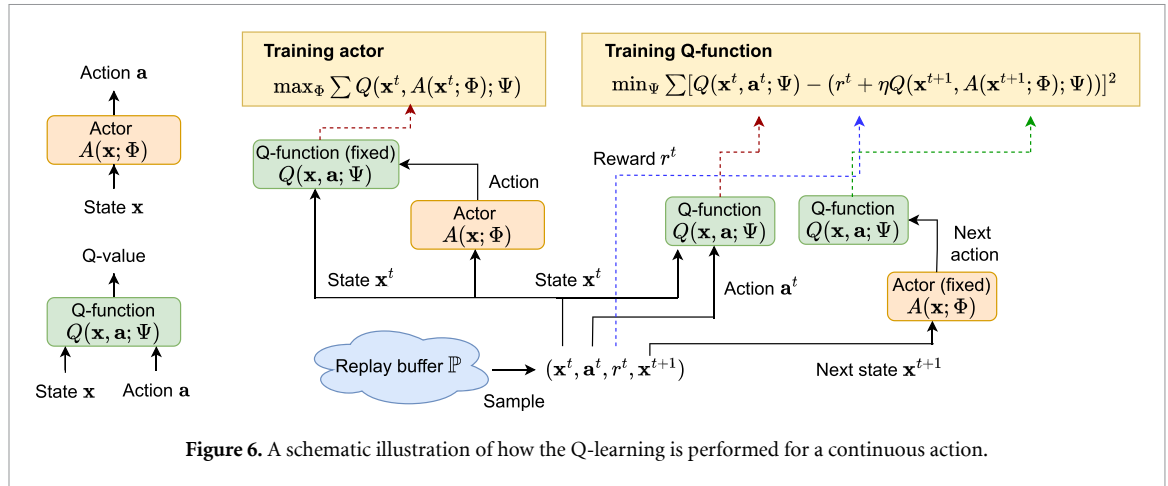 Action a
Actor
A(x; Φ)
State x
Q-value
Q-function
Q(x, a; Ψ)
State x
Action a
Training actor
max_Φ ∑ Q(x^t, A(x^t; Φ); Ψ)
Q-function (fixed)
Q(x, a; Ψ)
Action
Actor
A(x; Φ)
State x^t
Training Q-function
min_Ψ ∑[Q(x^t, a^t; Ψ) − (r^t + ηQ(x^{t+1}, A(x^{t+1}; Φ); Ψ))]^2
Reward r^t
Q-function
Q(x, a; Ψ)
Q-function
Q(x, a; Ψ)
State x^t
Action a^t
Next
action
Actor (fixed)
A(x; Φ)
Next state x^{t+1}
Replay buffer ℙ
Sample
(x^t, a^t, r^t, x^{t+1})
Figure 6. A schematic illustration of how the Q-learning is performed for a continuous action.